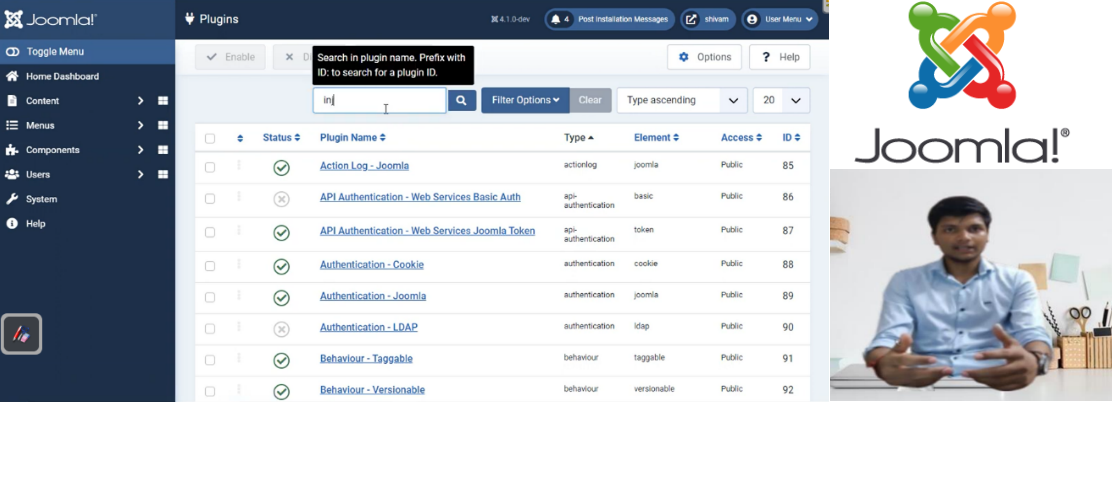 Joomla!®
Plugins
4.1.0-dev
4 Post Installation Messages
shivam
User Menu
Toggle Menu
Home Dashboard
Content
Menus
Components
Users
System
Help
Enable
Options
? Help
Search in plugin name. Prefix with
ID: to search for a plugin ID.
inj
Filter Options
Clear
Type ascending
20
Status Plugin Name Type Element Access ID
Action Log - Joomla actionlog joomla Public 85
API Authentication - Web Services Basic Auth api-authentication basic Public 86
API Authentication - Web Services Joomla Token api-authentication token Public 87
Authentication - Cookie authentication cookie Public 88
Authentication - Joomla authentication joomla Public 89
Authentication - LDAP authentication ldap Public 90
Behaviour - Taggable behaviour taggable Public 91
Behaviour - Versionable behaviour versionable Public 92
Joomla!®